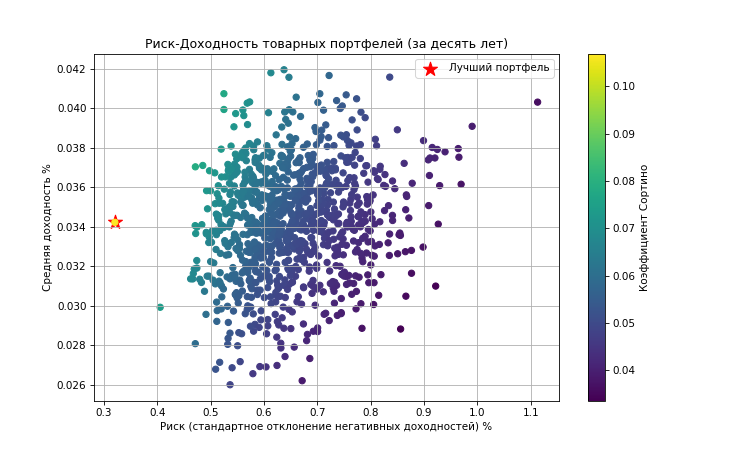 Риск-Доходность товарных портфелей (за десять лет)
Лучший портфель
Средняя доходность %
0.042
0.040
0.038
0.036
0.034
0.032
0.030
0.028
0.026
0.3 0.4 0.5 0.6 0.7 0.8 0.9 1.0 1.1
Риск (стандартное отклонение негативных доходностей) %
0.10
0.09
0.08
0.07
0.06
0.05
0.04
Коэффициент Сортино